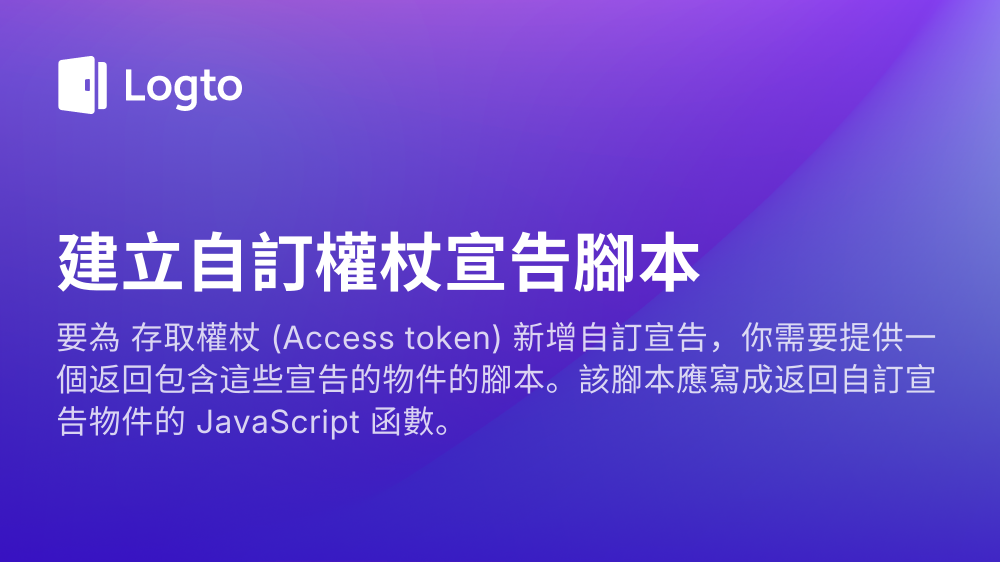 Logto
建立自訂權杖宣告腳本
要為 存取權杖 (Access token) 新增自訂宣告，你需要提供一
個返回包含這些宣告的物件的腳本。該腳本應寫成返回自訂宣
告物件的 JavaScript 函數。